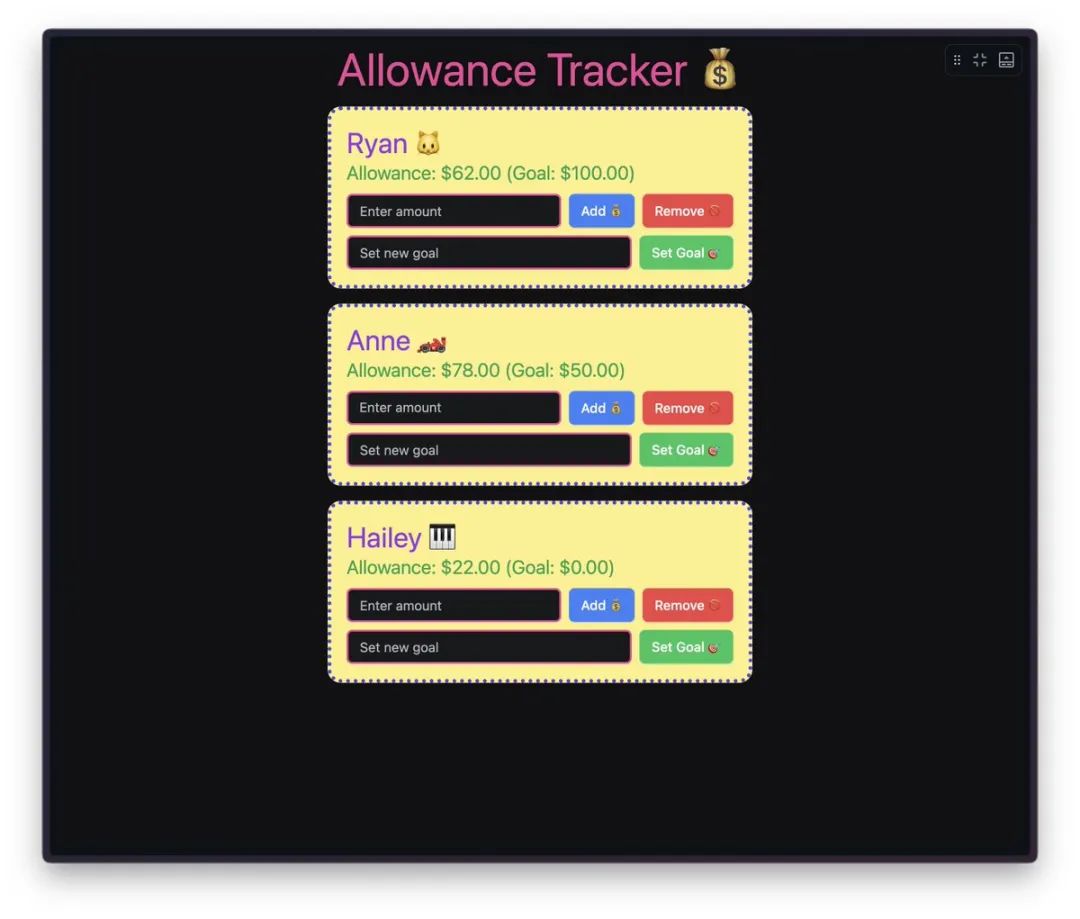 Allowance Tracker 💰
Ryan 🐱
Allowance: $62.00 (Goal: $100.00)
Enter amount Add 💰 Remove 🚫
Set new goal Set Goal 🎯
Anne 🏎️
Allowance: $78.00 (Goal: $50.00)
Enter amount Add 💰 Remove 🚫
Set new goal Set Goal 🎯
Hailey 🎹
Allowance: $22.00 (Goal: $0.00)
Enter amount Add 💰 Remove 🚫
Set new goal Set Goal 🎯